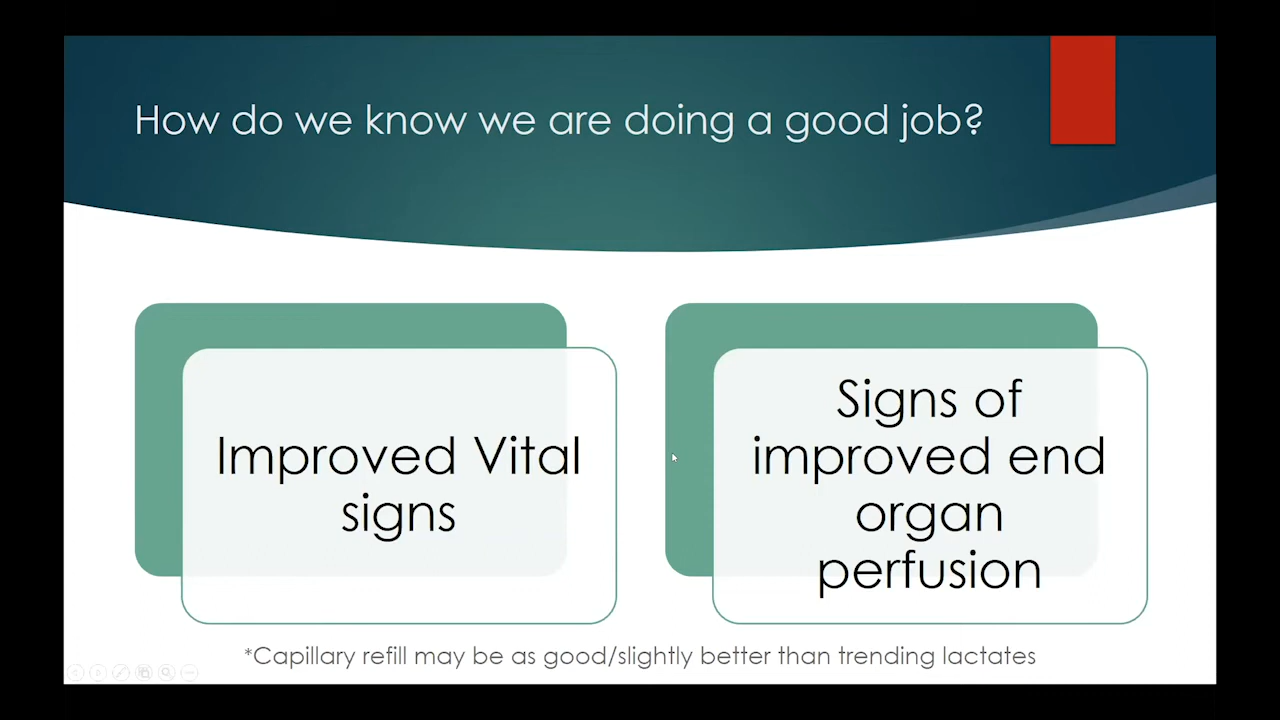 How do we know we are doing a good job?
Improved Vital
signs
Signs of
improved end
organ
perfusion
*Capillary refill may be as good/slightly better than trending lactates